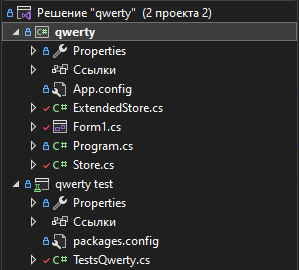 Решение "qwerty" (2 проекта 2)
C# qwerty
Properties
Ссылки
App.config
C# ExtendedStore.cs
Form1.cs
C# Program.cs
C# Store.cs
qwerty test
Properties
Ссылки
packages.config
C# TestsQwerty.cs